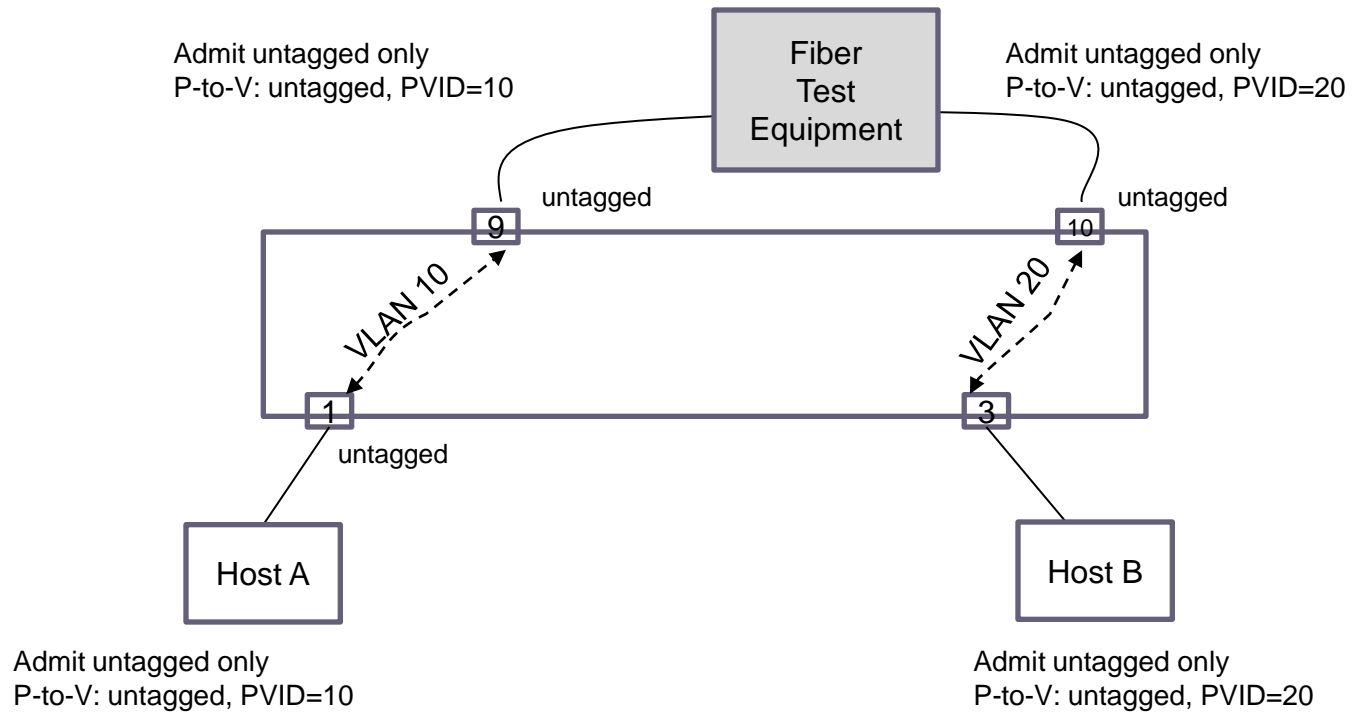 Admit untagged only
P-to-V: untagged, PVID=10
Fiber
Test
Equipment
Admit untagged only
P-to-V: untagged, PVID=20
untagged
untagged
9
10
VLAN 10
VLAN 20
1
3
untagged
Host A
Host B
Admit untagged only
P-to-V: untagged, PVID=10
Admit untagged only
P-to-V: untagged, PVID=20